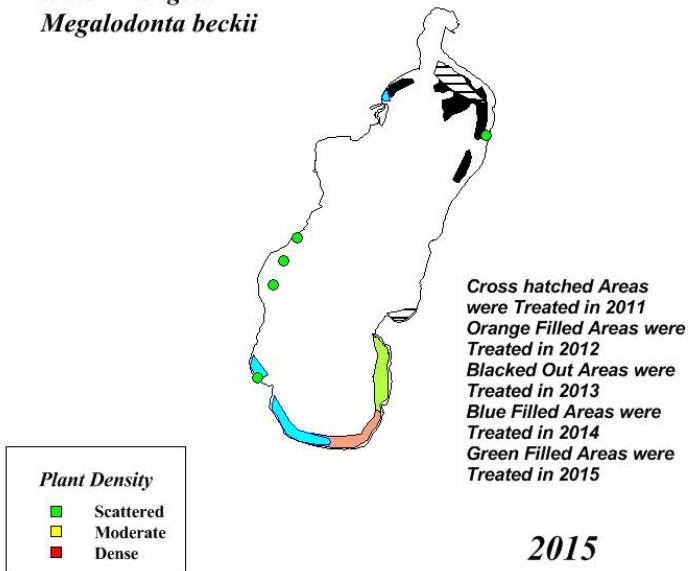 Megalodonta beckii
Cross hatched Areas
were Treated in 2011
Orange Filled Areas were
Treated in 2012
Blacked Out Areas were
Treated in 2013
Blue Filled Areas were
Treated in 2014
Green Filled Areas were
Treated in 2015
Plant Density
Scattered
Moderate
Dense
2015